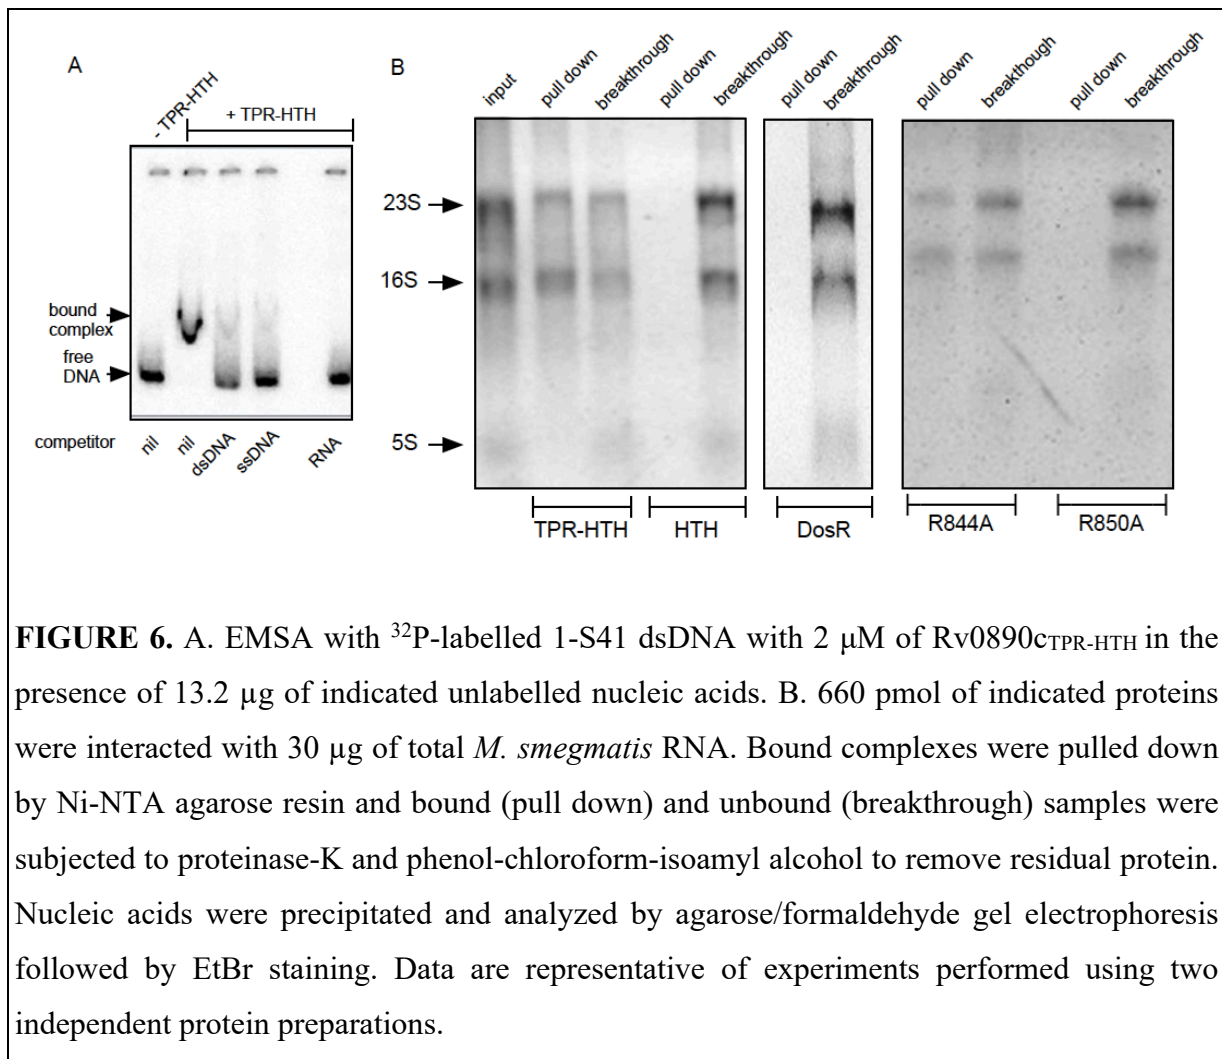 A
- TPR-HTH
+ TPR-HTH
bound
complex
free
DNA
competitor
nil
nil
dsDNA
ssDNA
RNA
B
input
pull down
breakthrough
pull down
breakthrough
pull down
breakthrough
pull down
breakthough
pull down
breakthrough
23S
16S
5S
TPR-HTH
HTH
DosR
R844A
R850A
FIGURE 6. A. EMSA with 32P-labelled 1-S41 dsDNA with 2 μM of Rv0890cTPR-HTH in the
presence of 13.2 μg of indicated unlabelled nucleic acids. B. 660 pmol of indicated proteins
were interacted with 30 μg of total M. smegmatis RNA. Bound complexes were pulled down
by Ni-NTA agarose resin and bound (pull down) and unbound (breakthrough) samples were
subjected to proteinase-K and phenol-chloroform-isoamyl alcohol to remove residual protein.
Nucleic acids were precipitated and analyzed by agarose/formaldehyde gel electrophoresis
followed by EtBr staining. Data are representative of experiments performed using two
independent protein preparations.